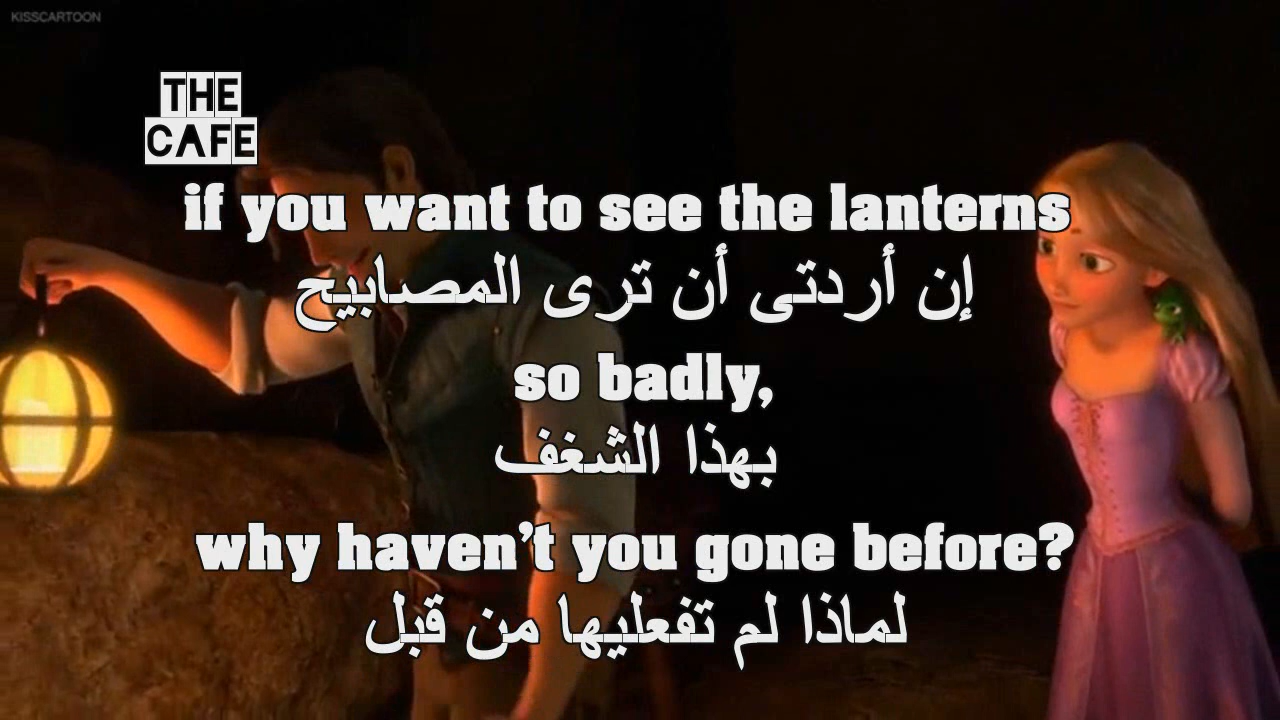 KISSCARTOON
THE
CAFE
if you want to see the lanterns
إن أردتى أن ترى المصابيح
so badly,
بهذا الشغف
why haven't you gone before?
لماذا لم تفعليها من قبل